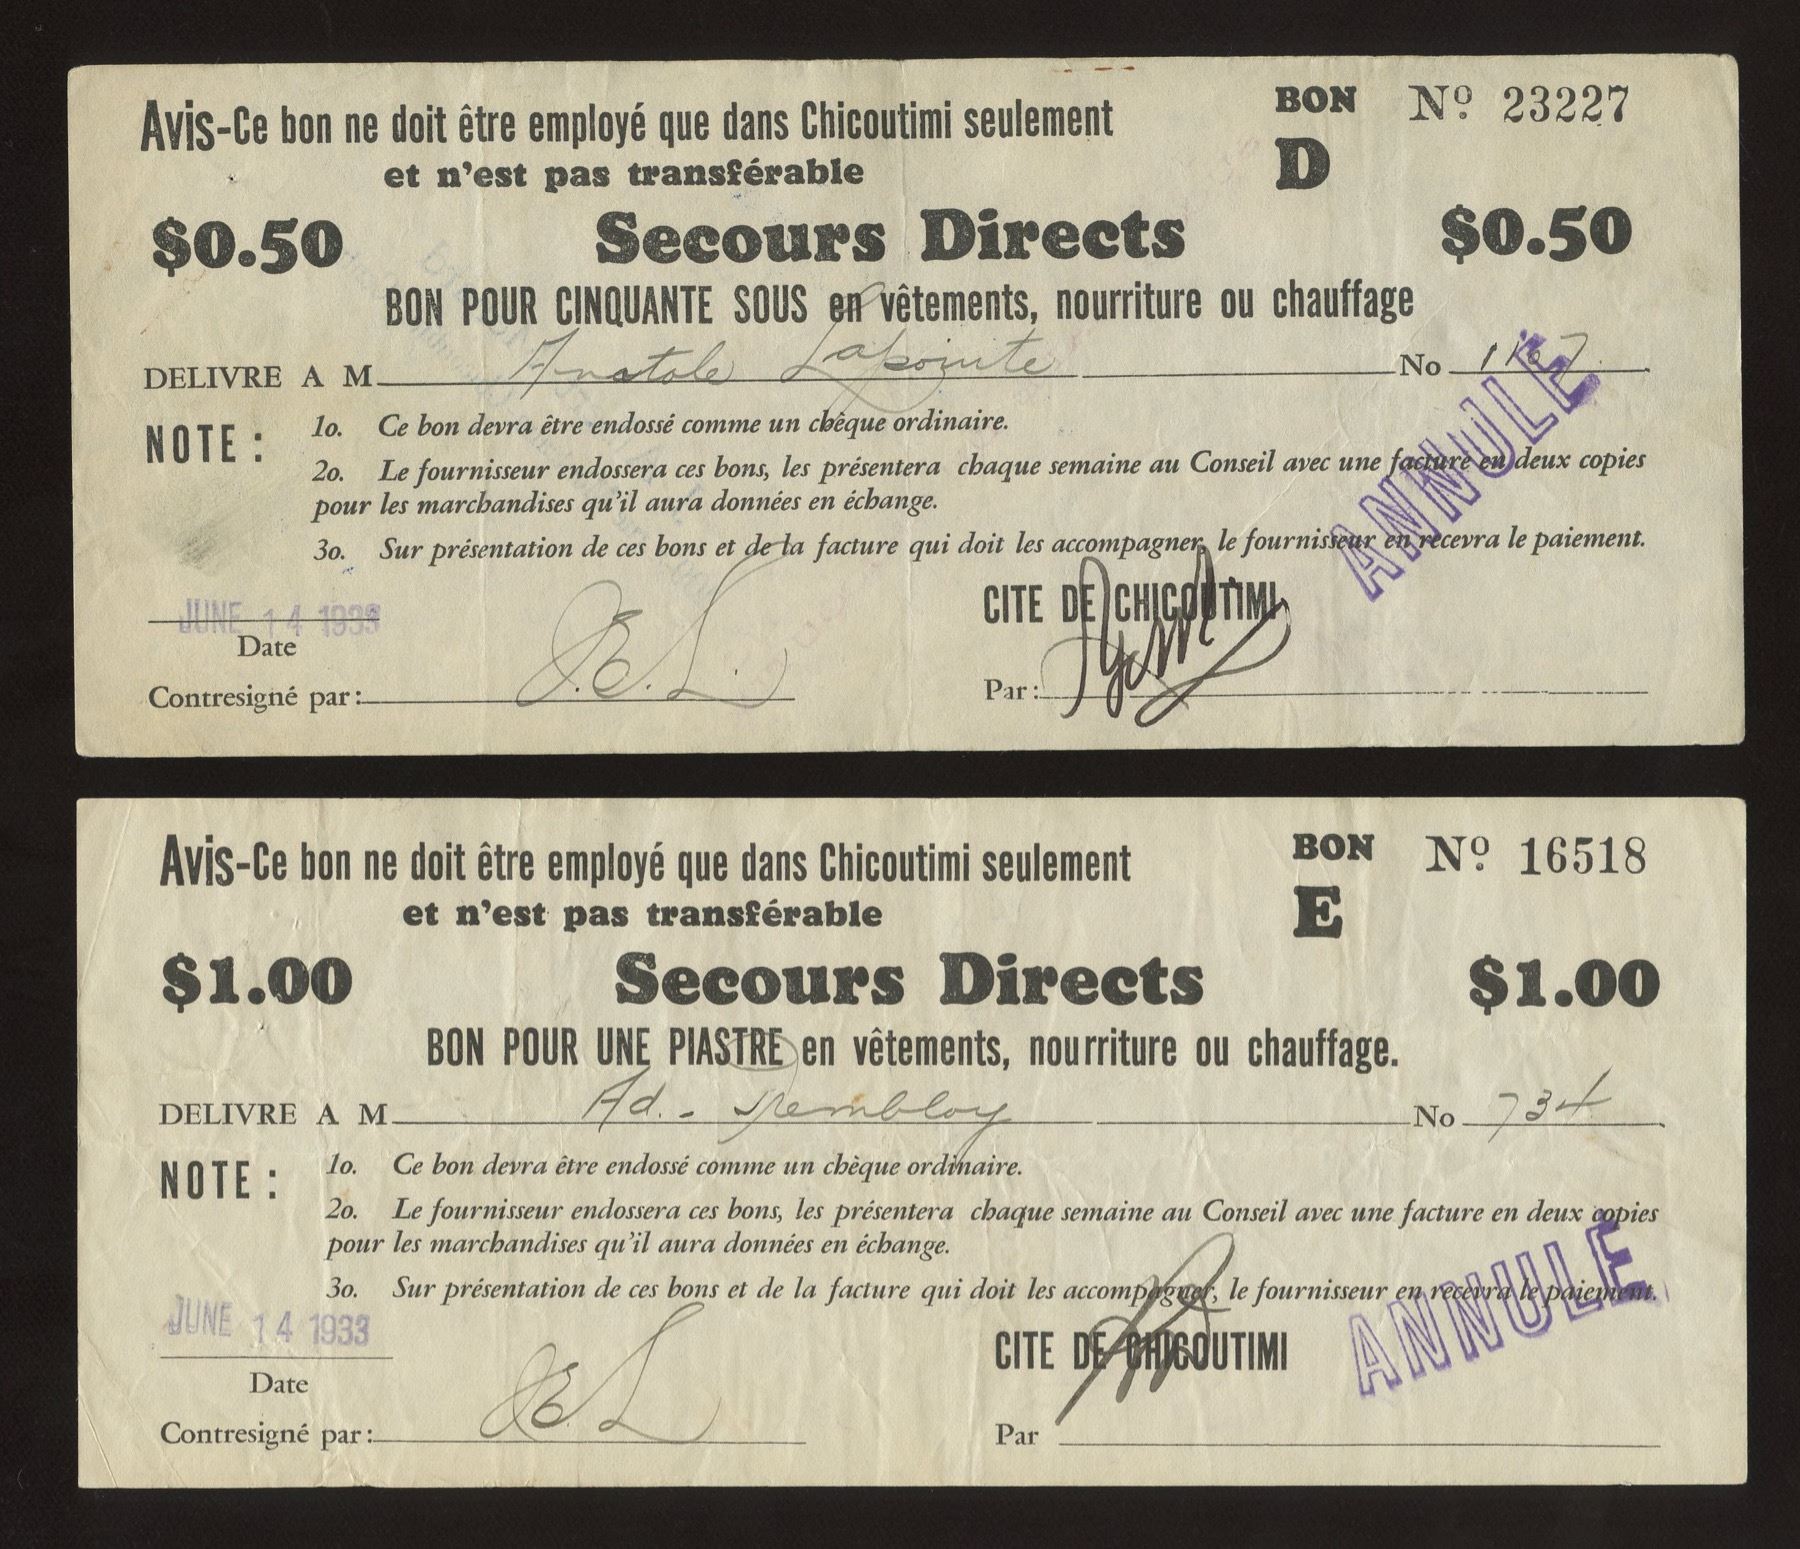 Avis-Ce bon ne doit être employé que dans Chicoutimi seulement
et n'est pas transférable
BON Nº 23227
D
$0.50 Secours Directs $0.50
BON POUR CINQUANTE SOUS en vêtements, nourriture ou chauffage
DELIVRE A M Anatole Lapointe No
NOTE : 1o. Ce bon devra être endossé comme un chèque ordinaire.
2o. Le fournisseur endossera ces bons, les présentera chaque semaine au Conseil avec une facture en deux copies
pour les marchandises qu'il aura données en échange.
3o. Sur présentation de ces bons et de la facture qui doit les accompagner, le fournisseur en recevra le paiement.
ANNULÉ
JUNE 14 1933
Date
CITE DE CHICOUTIMI
Contresigné par: J.E.L.
Par:
Avis-Ce bon ne doit être employé que dans Chicoutimi seulement
et n'est pas transférable
BON Nº 16518
E
$1.00 Secours Directs $1.00
BON POUR UNE PIASTRE en vêtements, nourriture ou chauffage.
DELIVRE A M Ad. - Tremblay No 734
NOTE : 1o. Ce bon devra être endossé comme un chèque ordinaire.
2o. Le fournisseur endossera ces bons, les présentera chaque semaine au Conseil avec une facture en deux copies
pour les marchandises qu'il aura données en échange.
3o. Sur présentation de ces bons et de la facture qui doit les accompagner, le fournisseur en recevra le paiement.
ANNULÉ
JUNE 14 1933
Date
CITE DE CHICOUTIMI
Contresigné par: J.E.L
Par